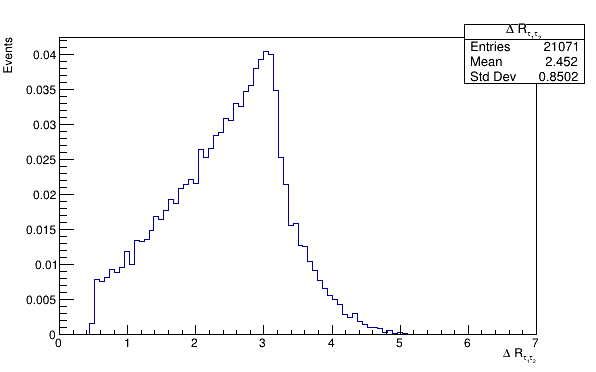 Δ R_{τ₁τ₂}
Entries 21071
Mean 2.452
Std Dev 0.8502
Events
0.04
0.035
0.03
0.025
0.02
0.015
0.01
0.005
0
0 1 2 3 4 5 6 7
Δ R_{τ₁τ₂}